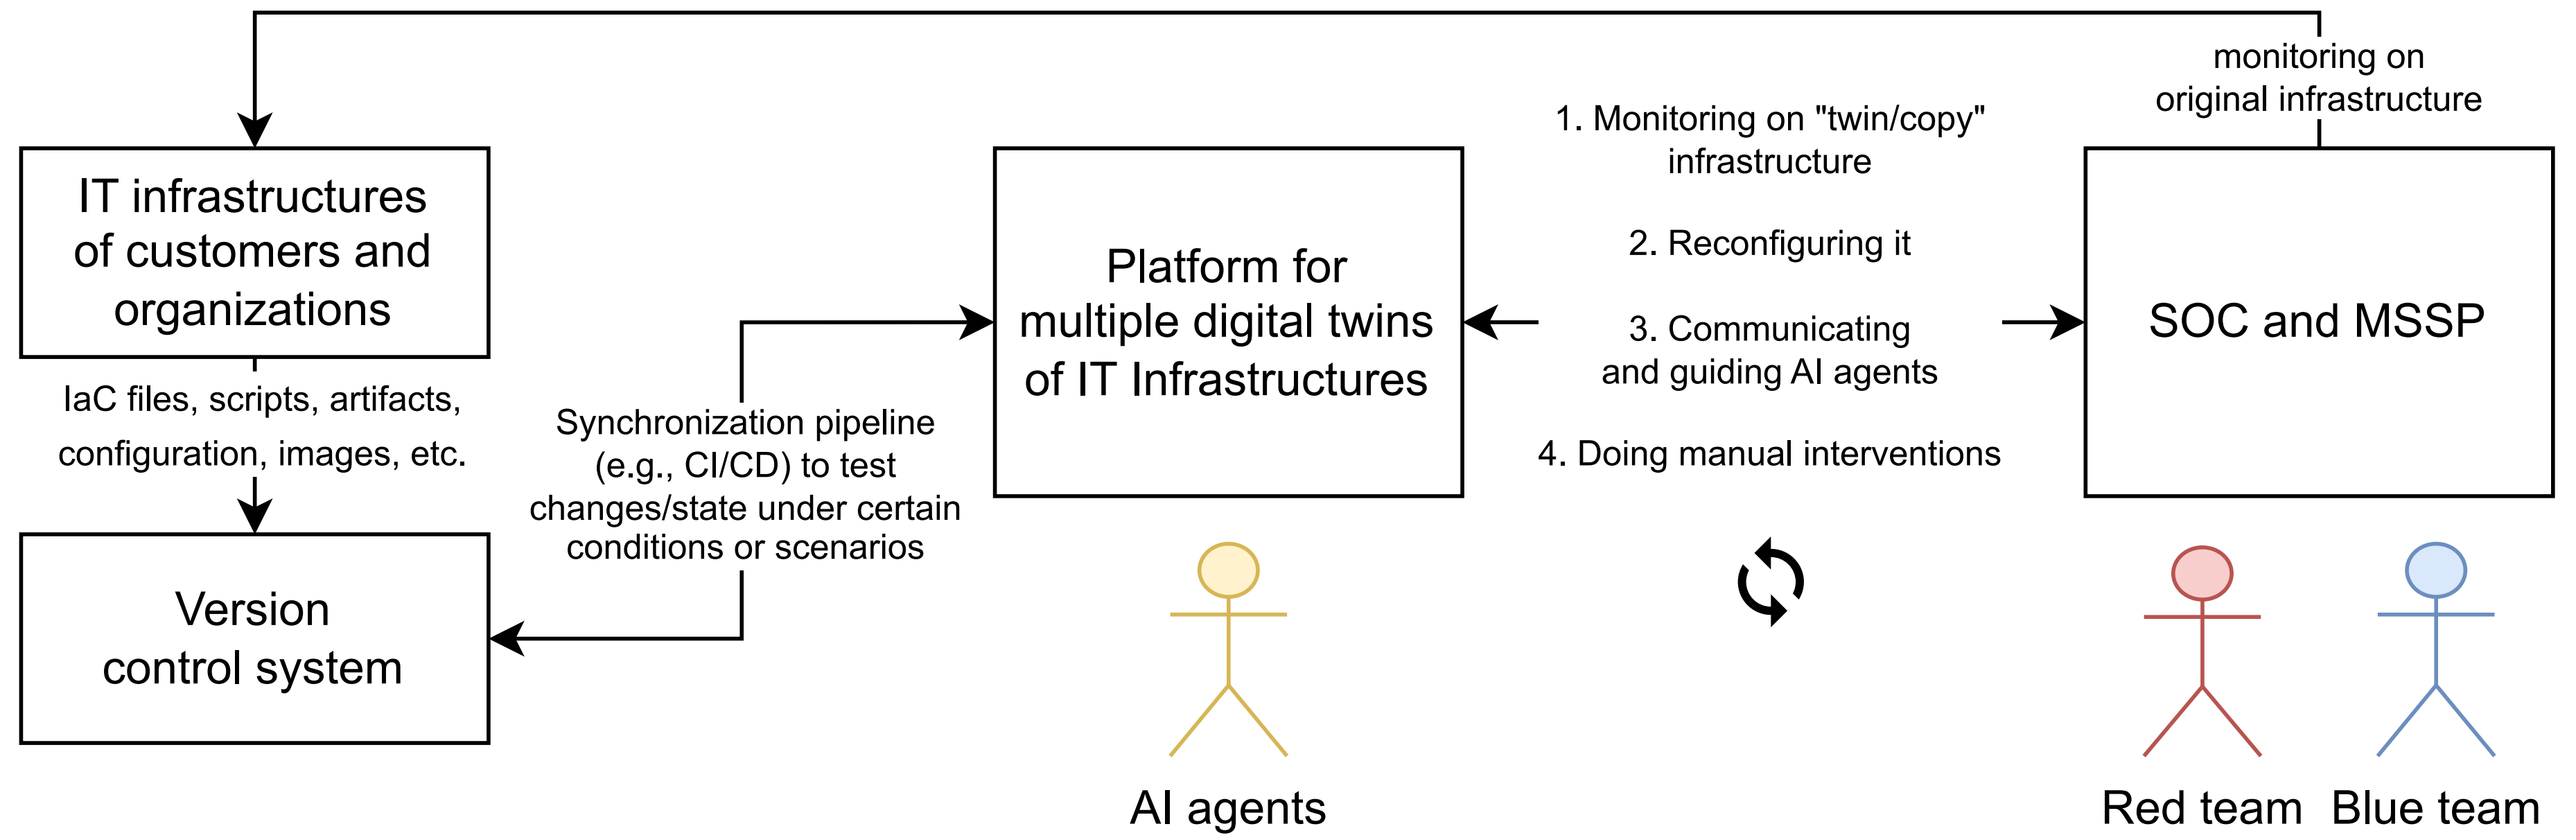 monitoring on
original infrastructure
IT infrastructures
of customers and
organizations
IaC files, scripts, artifacts,
configuration, images, etc.
Version
control system
Synchronization pipeline
(e.g., CI/CD) to test
changes/state under certain
conditions or scenarios
Platform for
multiple digital twins
of IT Infrastructures
AI agents
1. Monitoring on "twin/copy"
infrastructure
2. Reconfiguring it
3. Communicating
and guiding AI agents
4. Doing manual interventions
SOC and MSSP
Red team
Blue team